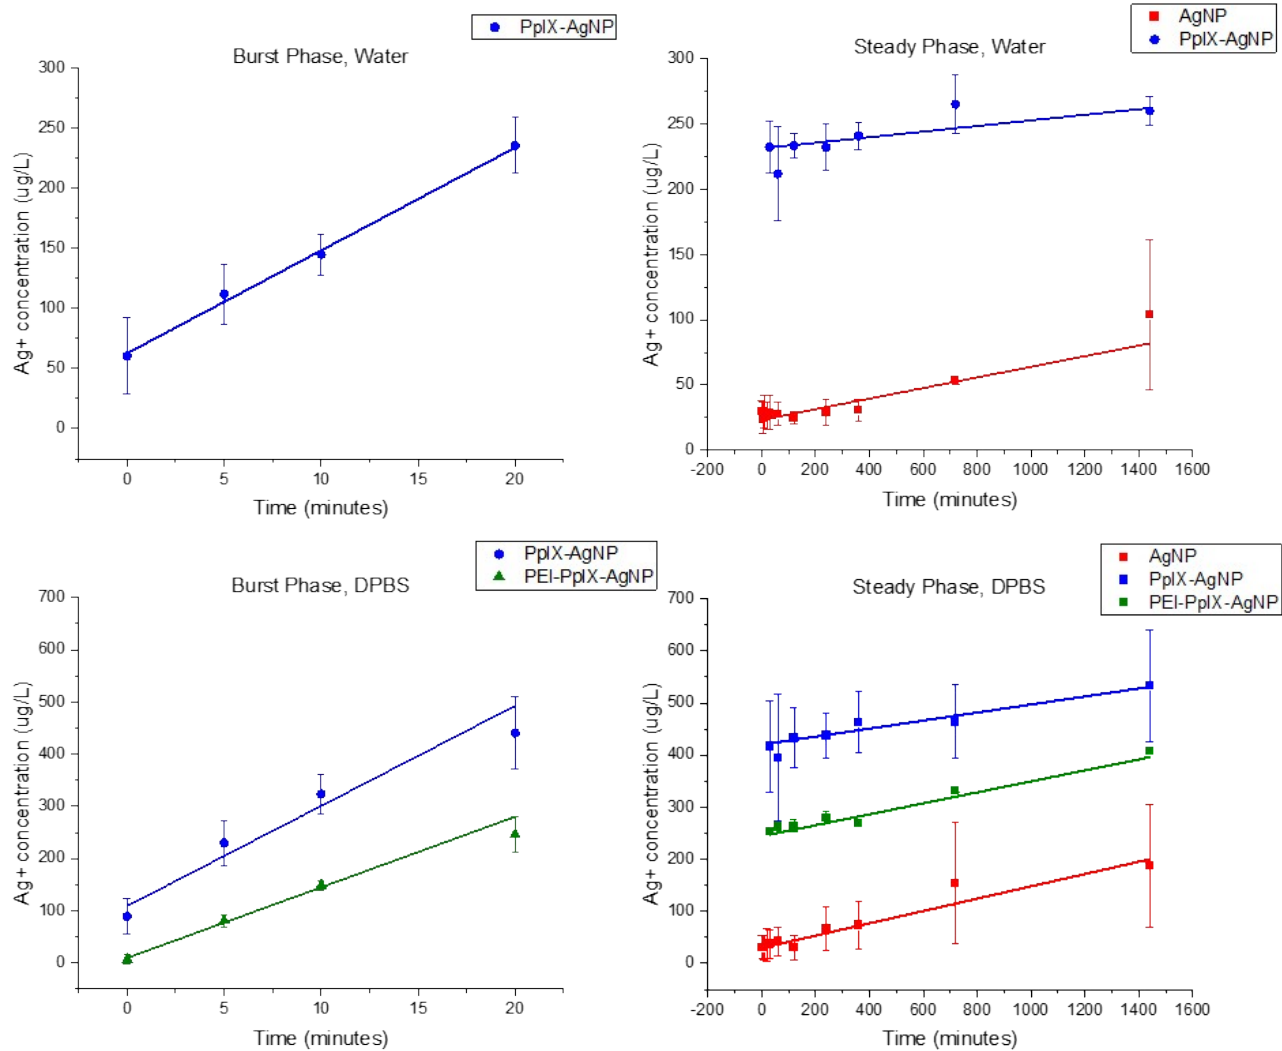 PpIX-AgNP
Burst Phase, Water
300
250
200
150
100
50
0
Ag+ concentration (ug/L)
0 5 10 15 20
Time (minutes)
AgNP
PpIX-AgNP
Steady Phase, Water
300
250
200
150
100
50
0
Ag+ concentration (ug/L)
-200 0 200 400 600 800 1000 1200 1400 1600
Time (minutes)
PpIX-AgNP
PEI-PpIX-AgNP
Burst Phase, DPBS
700
600
500
400
300
200
100
0
Ag+ concentration (ug/L)
0 5 10 15 20
Time (minutes)
AgNP
PpIX-AgNP
PEI-PpIX-AgNP
Steady Phase, DPBS
700
600
500
400
300
200
100
0
Ag+ concentration (ug/L)
-200 0 200 400 600 800 1000 1200 1400 1600
Time (minutes)